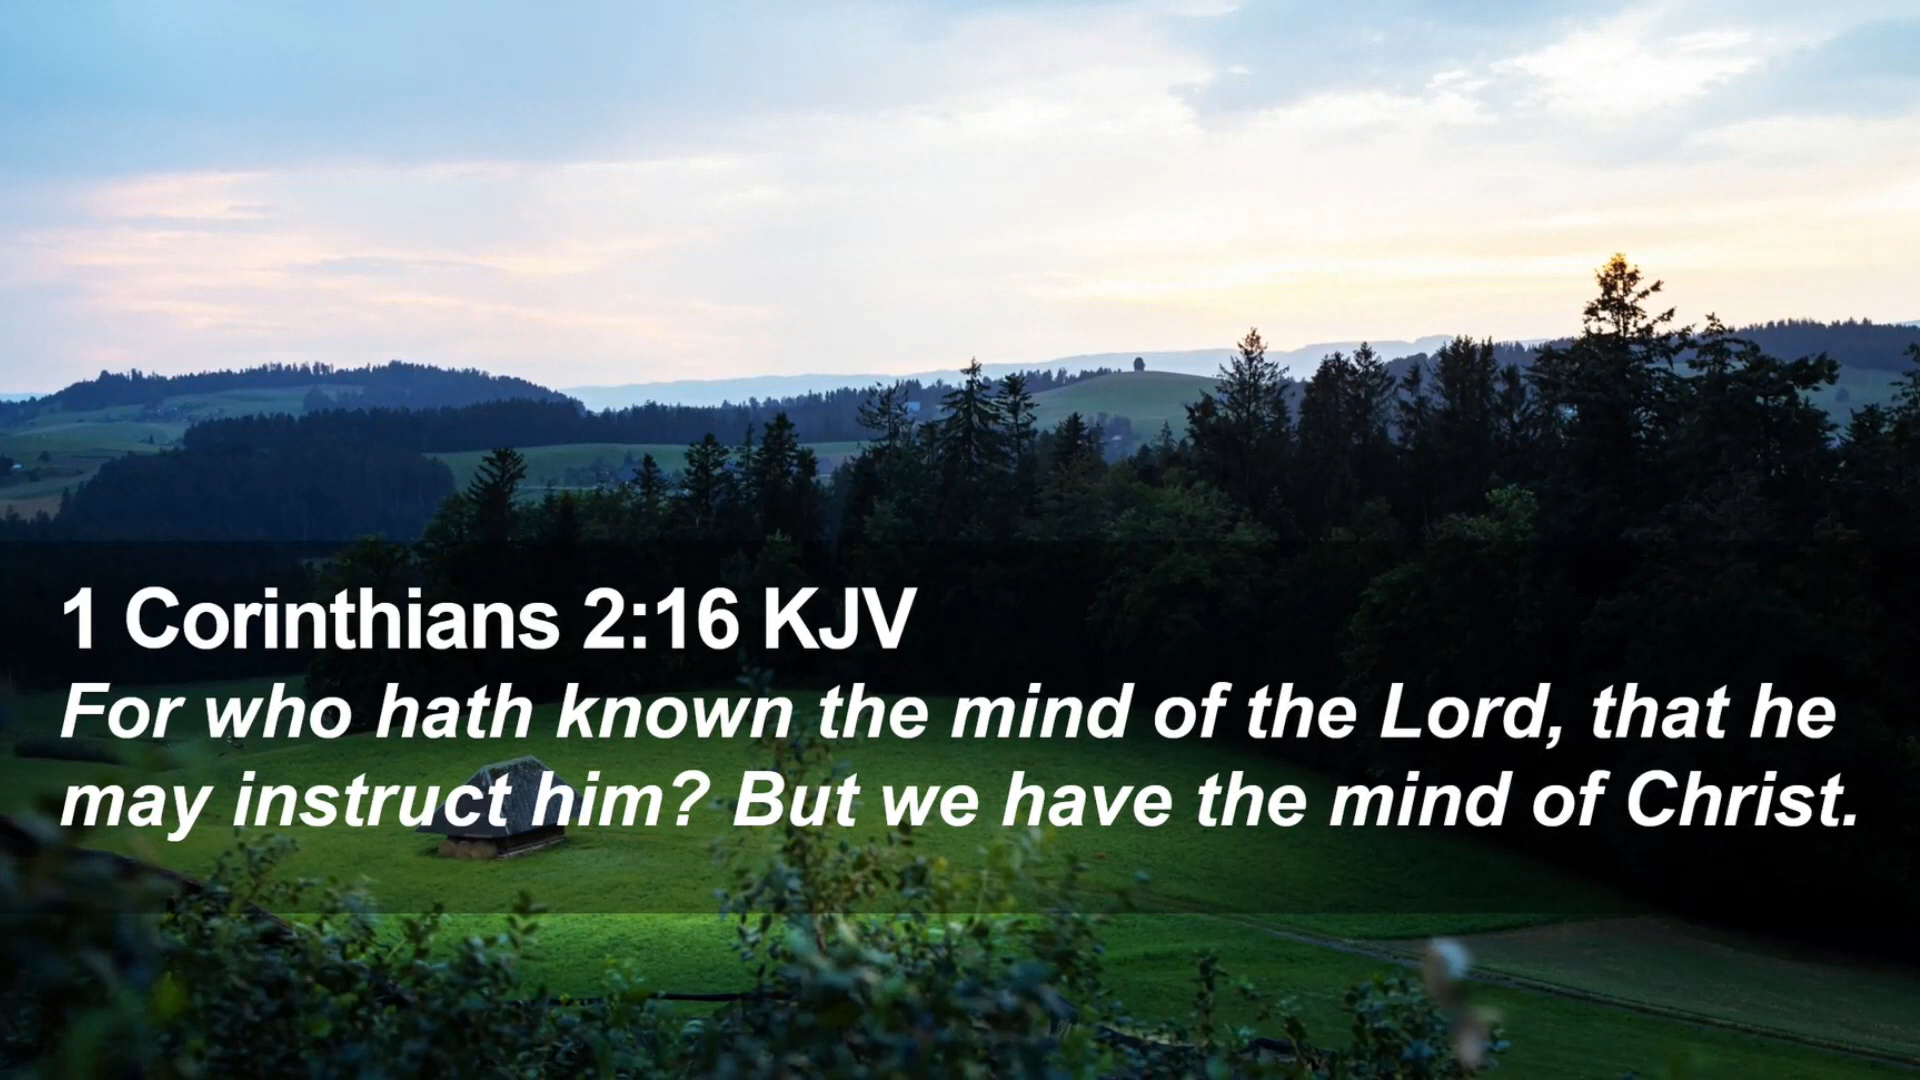 1 Corinthians 2:16 KJV
For who hath known the mind of the Lord, that he
may instruct him? But we have the mind of Christ.